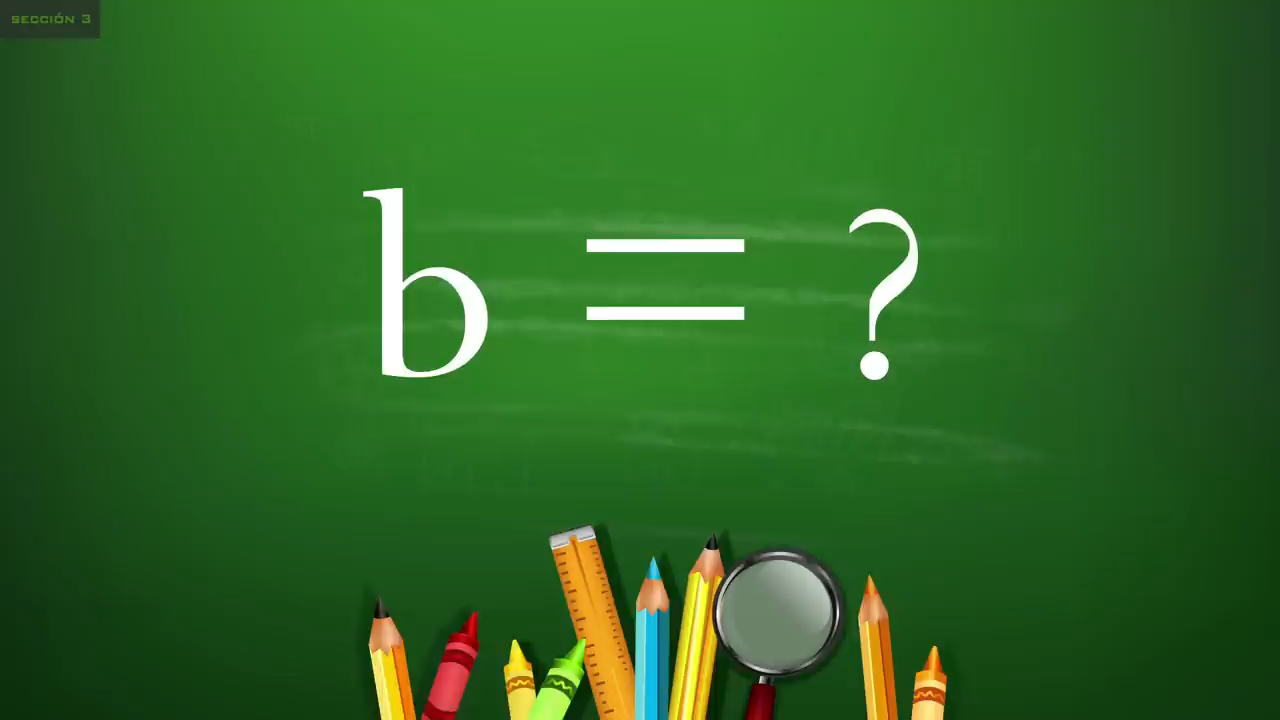 SECCIÓN 3
b = ?